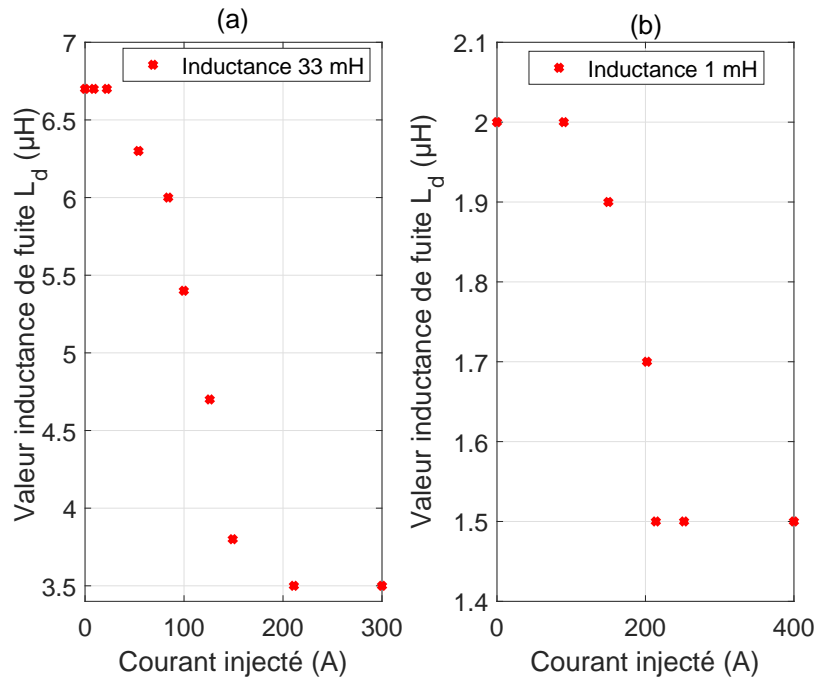 (a)
Inductance 33 mH
Valeur inductance de fuite L_d (µH)
7
6.5
6
5.5
5
4.5
4
3.5
0 100 200 300
Courant injecté (A)
(b)
Inductance 1 mH
Valeur inductance de fuite L_d (µH)
2.1
2
1.9
1.8
1.7
1.6
1.5
1.4
0 200 400
Courant injecté (A)